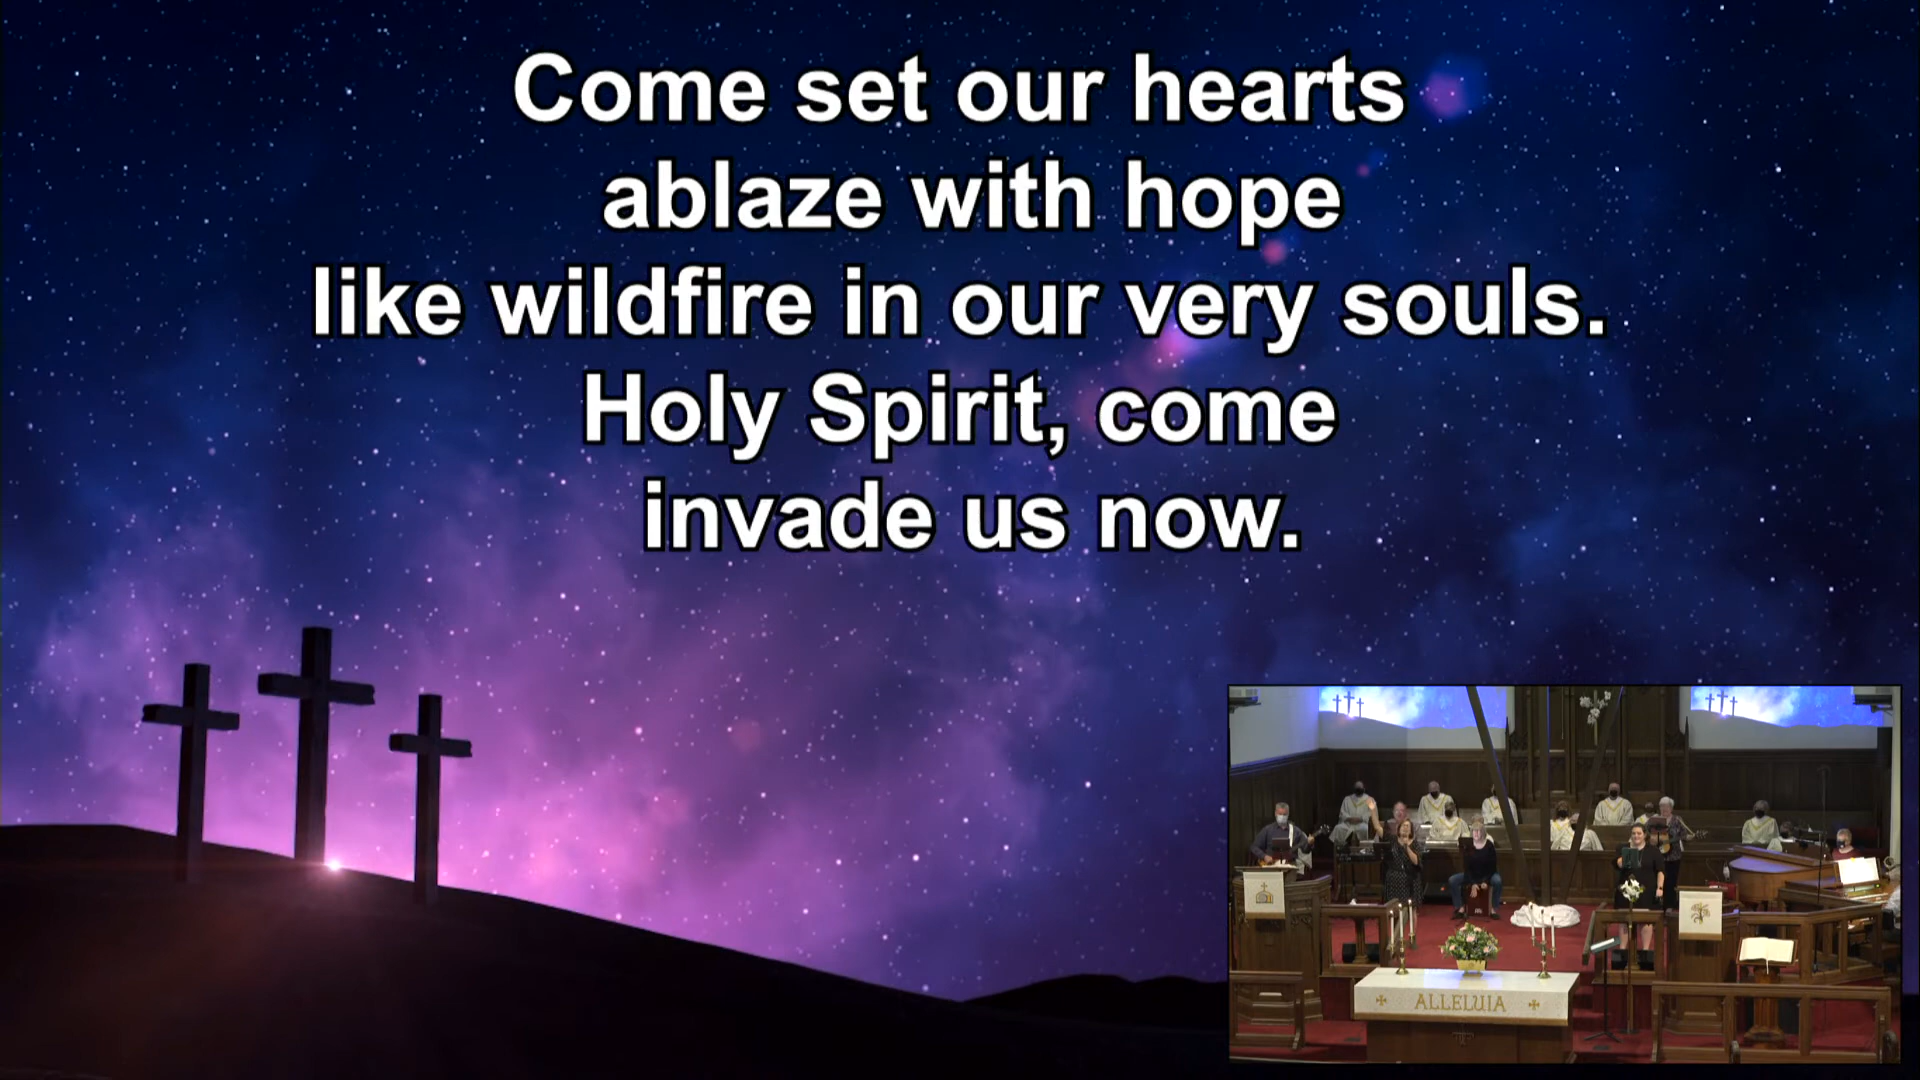 Come set our hearts
ablaze with hope
like wildfire in our very souls.
Holy Spirit, come
invade us now.
ALLELUIA